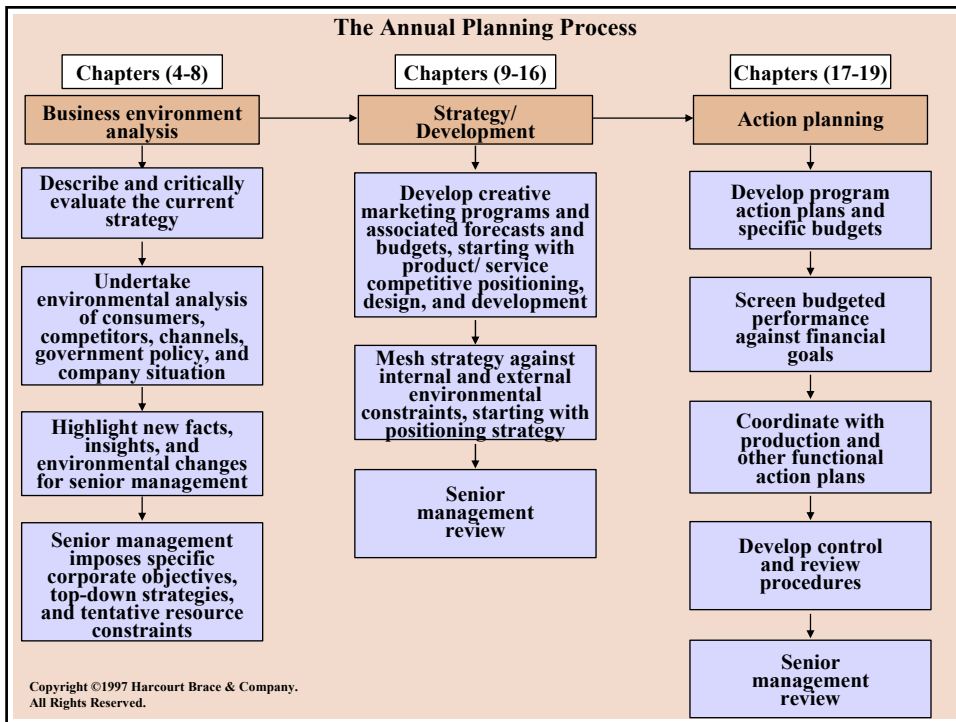 The Annual Planning Process
Chapters (4-8)
Business environment
analysis
Describe and critically
evaluate the current
strategy
Undertake
environmental analysis
of consumers,
competitors, channels,
government policy, and
company situation
Highlight new facts,
insights, and
environmental changes
for senior management
Senior management
imposes specific
corporate objectives,
top-down strategies,
and tentative resource
constraints
Chapters (9-16)
Strategy/
Development
Develop creative
marketing programs and
associated forecasts and
budgets, starting with
product/ service
competitive positioning,
design, and development
Mesh strategy against
internal and external
environmental
constraints, starting with
positioning strategy
Senior
management
review
Chapters (17-19)
Action planning
Develop program
action plans and
specific budgets
Screen budgeted
performance
against financial
goals
Coordinate with
production and
other functional
action plans
Develop control
and review
procedures
Senior
management
review
Copyright ©1997 Harcourt Brace & Company.
All Rights Reserved.